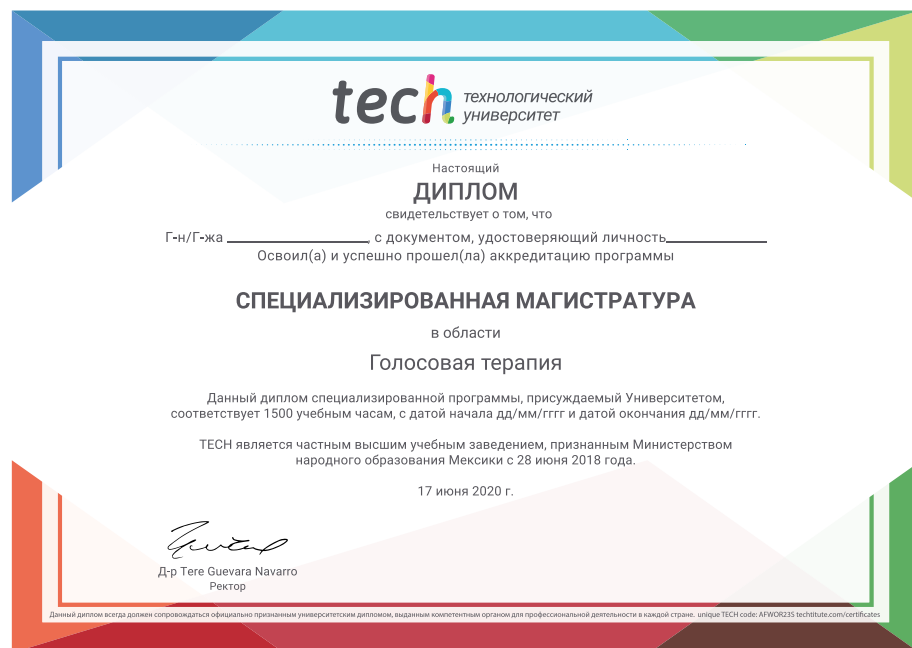 tech технологический
университет
Настоящий
ДИПЛОМ
свидетельствует о том, что
Г-н/Г-жа ____________________, с документом, удостоверяющий личность______________
Освоил(а) и успешно прошел(ла) аккредитацию программы
СПЕЦИАЛИЗИРОВАННАЯ МАГИСТРАТУРА
в области
Голосовая терапия
Данный диплом специализированной программы, присуждаемый Университетом,
соответствует 1500 учебным часам, с датой начала дд/мм/гггг и датой окончания дд/мм/гггг.
TECH является частным высшим учебным заведением, признанным Министерством
народного образования Мексики с 28 июня 2018 года.
17 июня 2020 г.
Д-р Tere Guevara Navarro
Ректор
Данный диплом всегда должен сопровождаться официально признанным университетским дипломом, выданным компетентным органом для профессиональной деятельности в каждой стране. unique TECH code: AFWOR23S techtitute.com/certificates